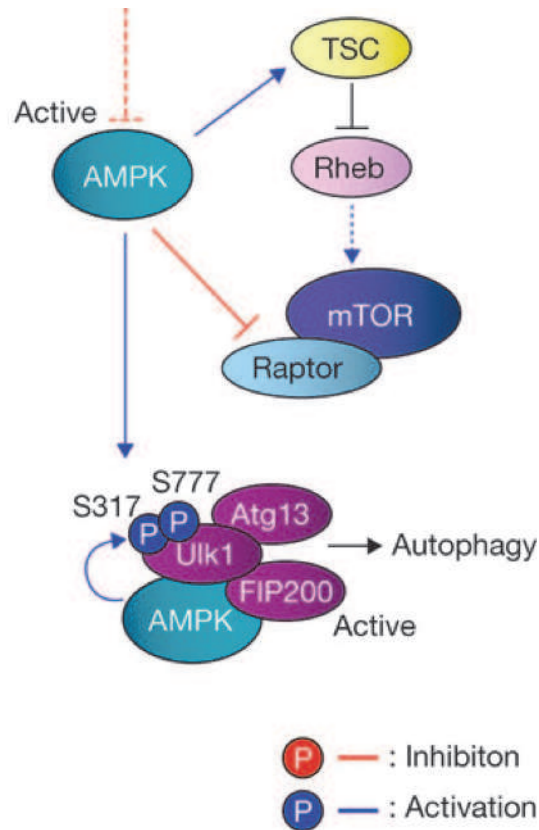 TSC
Active
AMPK
Rheb
mTOR
Raptor
S777
S317
P
P
Atg13
Ulk1
Autophagy
FIP200
AMPK
Active
P : Inhibiton
P : Activation